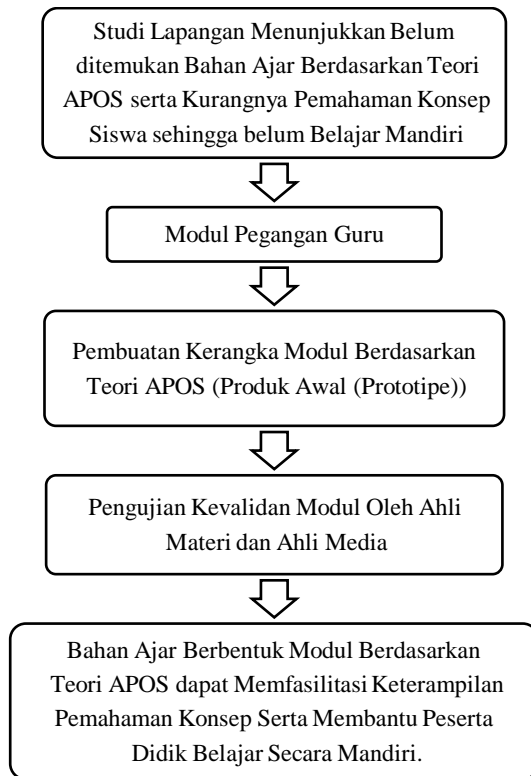 Studi Lapangan Menunjukkan Belum
ditemukan Bahan Ajar Berdasarkan Teori
APOS serta Kurangnya Pemahaman Konsep
Siswa sehingga belum Belajar Mandiri
Modul Pegangan Guru
Pembuatan Kerangka Modul Berdasarkan
Teori APOS (Produk Awal (Prototipe))
Pengujian Kevalidan Modul Oleh Ahli
Materi dan Ahli Media
Bahan Ajar Berbentuk Modul Berdasarkan
Teori APOS dapat Memfasilitasi Keterampilan
Pemahaman Konsep Serta Membantu Peserta
Didik Belajar Secara Mandiri.